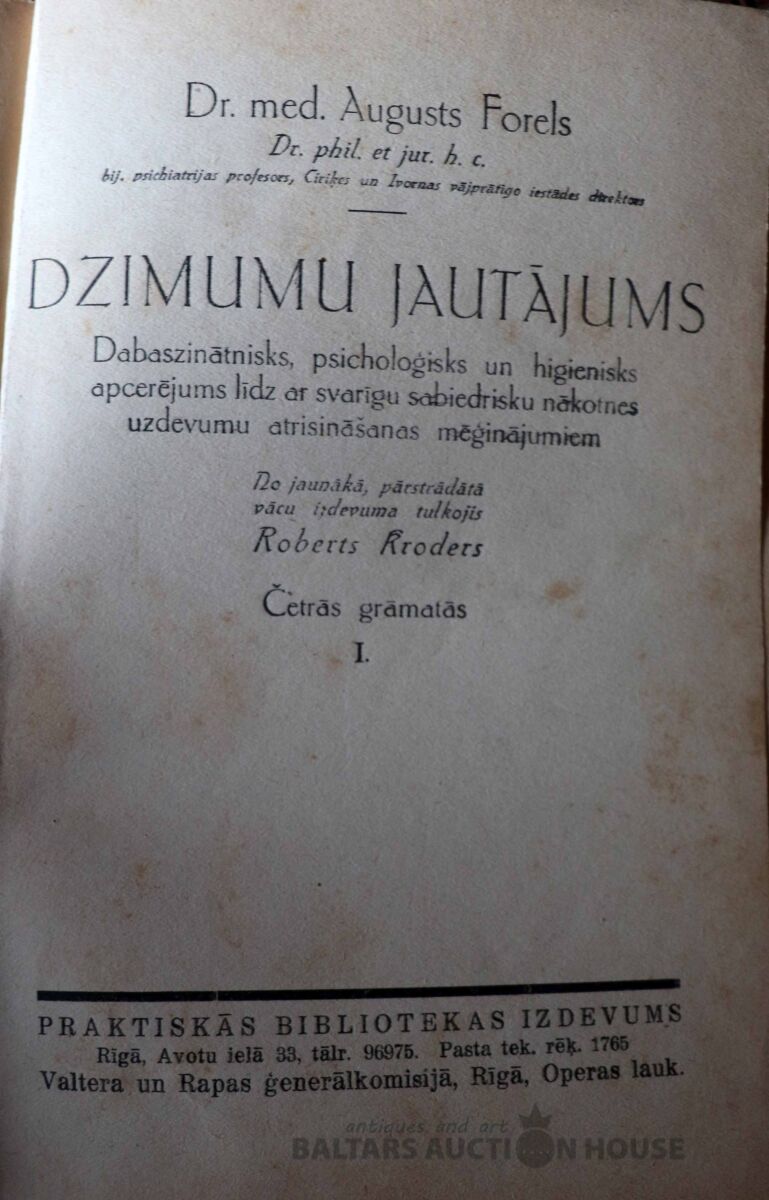 Dr. med. Augusts Forels
Dr. phil. et jur. h. c.
bij. psichiatrijas profesors, Cīriķes un Ivornas vājprātīgo iestādes direktors
DZIMUMU JAUTĀJUMS
Dabaszinātnisks, psicholoģisks un higienisks
apcerējums līdz ar svarīgu sabiedrisku nākotnes
uzdevumu atrisināšanas mēģinājumiem
No jaunākā, pārstrādātā
vācu izdevuma tulkojis
Roberts Kroders
Četrās grāmatās
I.
PRAKTISKĀS BIBLIOTEKAS IZDEVUMS
Rīgā, Avotu ielā 33, tālr. 96975. Pasta tek. rēķ. 1765
Valtera un Rapas ģenerālkomisijā, Rīgā, Operas lauk.
antiques and art
BALTARS AUCTION HOUSE